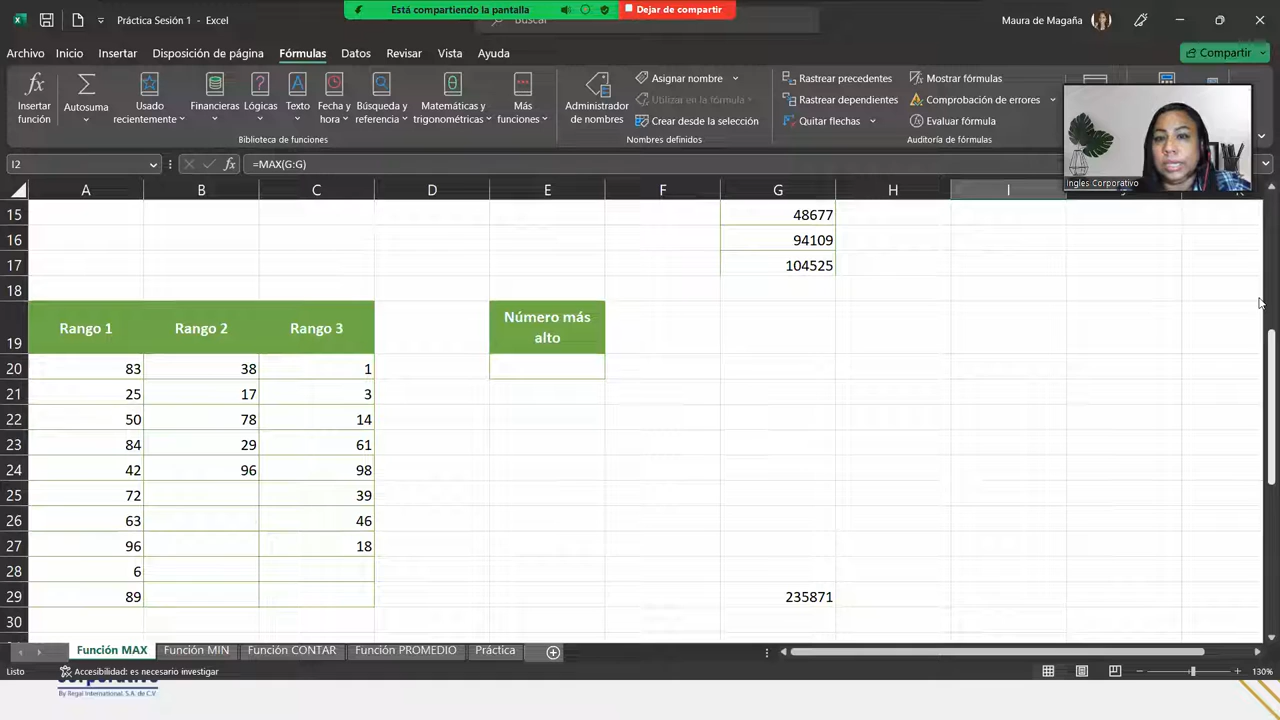 Está compartiendo la pantalla
Dejar de compartir
Práctica Sesión 1 - Excel
Buscar
Maura de Magaña
Archivo Inicio Insertar Disposición de página Fórmulas Datos Revisar Vista Ayuda
Compartir
Insertar función
Autosuma
Usado recientemente
Financieras
Lógicas
Texto
Fecha y hora
Búsqueda y referencia
Matemáticas y trigonométricas
Más funciones
Biblioteca de funciones
Administrador de nombres
Asignar nombre
Utilizar en la fórmula
Crear desde la selección
Nombres definidos
Rastrear precedentes
Rastrear dependientes
Quitar flechas
Mostrar fórmulas
Comprobación de errores
Evaluar fórmula
Auditoría de fórmulas
Ingles Corporativo
I2 fx =MAX(G:G)
A B C D E F G H I
15 48677
16 94109
17 104525
18
19 Rango 1 Rango 2 Rango 3 Número más alto
20 83 38 1
21 25 17 3
22 50 78 14
23 84 29 61
24 42 96 98
25 72 39
26 63 46
27 96 18
28 6
29 89 235871
30
Función MAX Función MIN Función CONTAR Función PROMEDIO Práctica
Listo Accesibilidad: es necesario investigar 130%
By Regal International, S.A. de C.V.